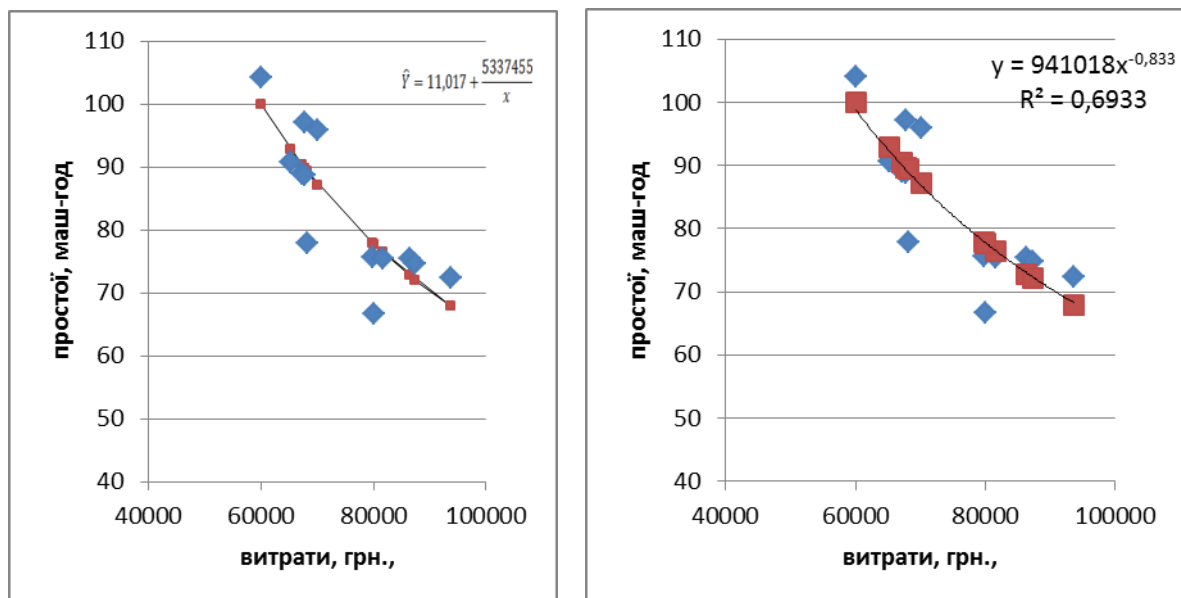 110
100
90
80
70
60
50
40
40000 60000 80000 100000
простої, маш-год
витрати, грн.,
Ŷ = 11,017 + 5337455/x
110
100
90
80
70
60
50
40
40000 60000 80000 100000
простої, маш-год
витрати, грн.,
y = 941018x^-0,833
R² = 0,6933